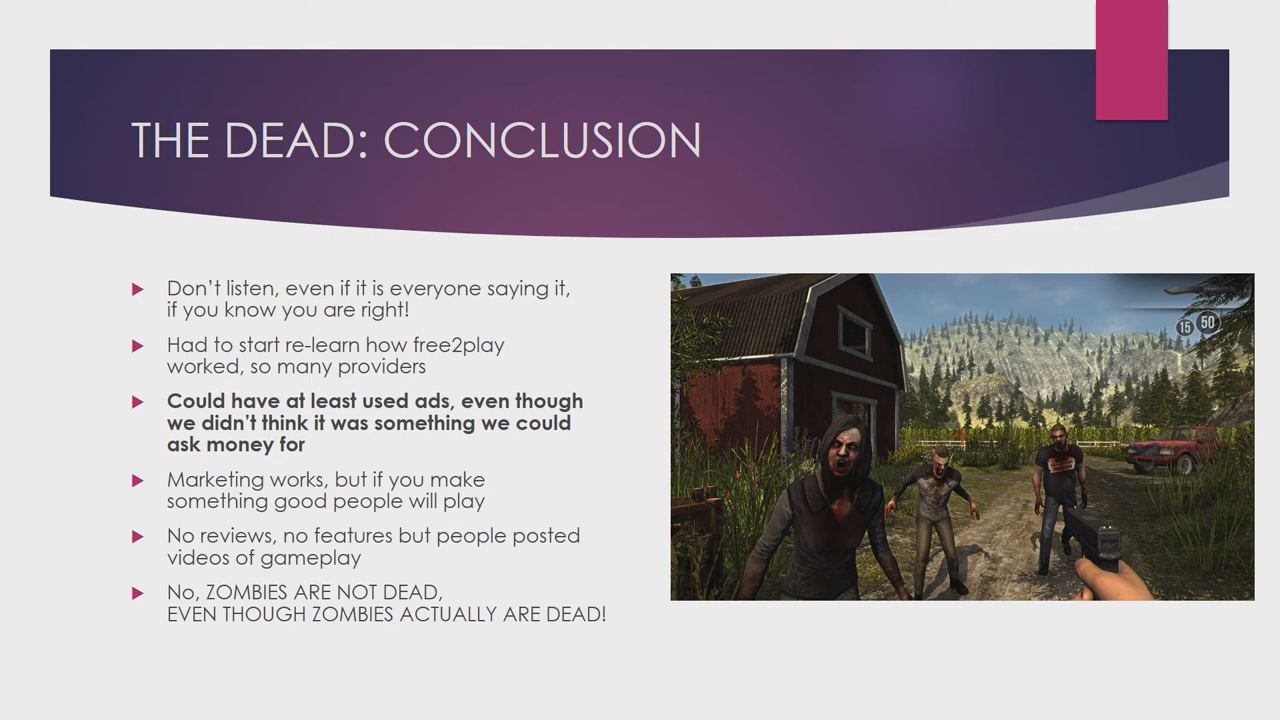 THE DEAD: CONCLUSION
Don't listen, even if it is everyone saying it,
if you know you are right!
Had to start re-learn how free2play
worked, so many providers
Could have at least used ads, even though
we didn't think it was something we could
ask money for
Marketing works, but if you make
something good people will play
No reviews, no features but people posted
videos of gameplay
No, ZOMBIES ARE NOT DEAD,
EVEN THOUGH ZOMBIES ACTUALLY ARE DEAD!
15 50